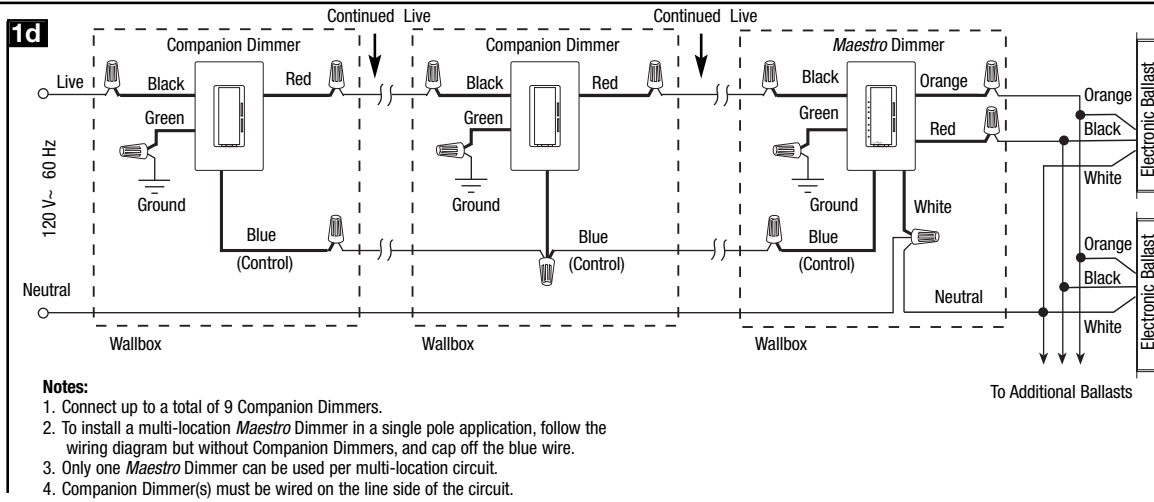 1d
Continued Live
Continued Live
Companion Dimmer
Companion Dimmer
Maestro Dimmer
Live
Black
Red
Black
Red
Black
Orange
Orange
Green
Green
Green
Red
Black
White
Electronic Ballast
120 V~ 60 Hz
Ground
Ground
Ground
White
Blue
(Control)
Blue
(Control)
Blue
(Control)
Orange
Black
White
Electronic Ballast
Neutral
Neutral
Wallbox
Wallbox
Wallbox
To Additional Ballasts
Notes:
1. Connect up to a total of 9 Companion Dimmers.
2. To install a multi-location Maestro Dimmer in a single pole application, follow the
wiring diagram but without Companion Dimmers, and cap off the blue wire.
3. Only one Maestro Dimmer can be used per multi-location circuit.
4. Companion Dimmer(s) must be wired on the line side of the circuit.